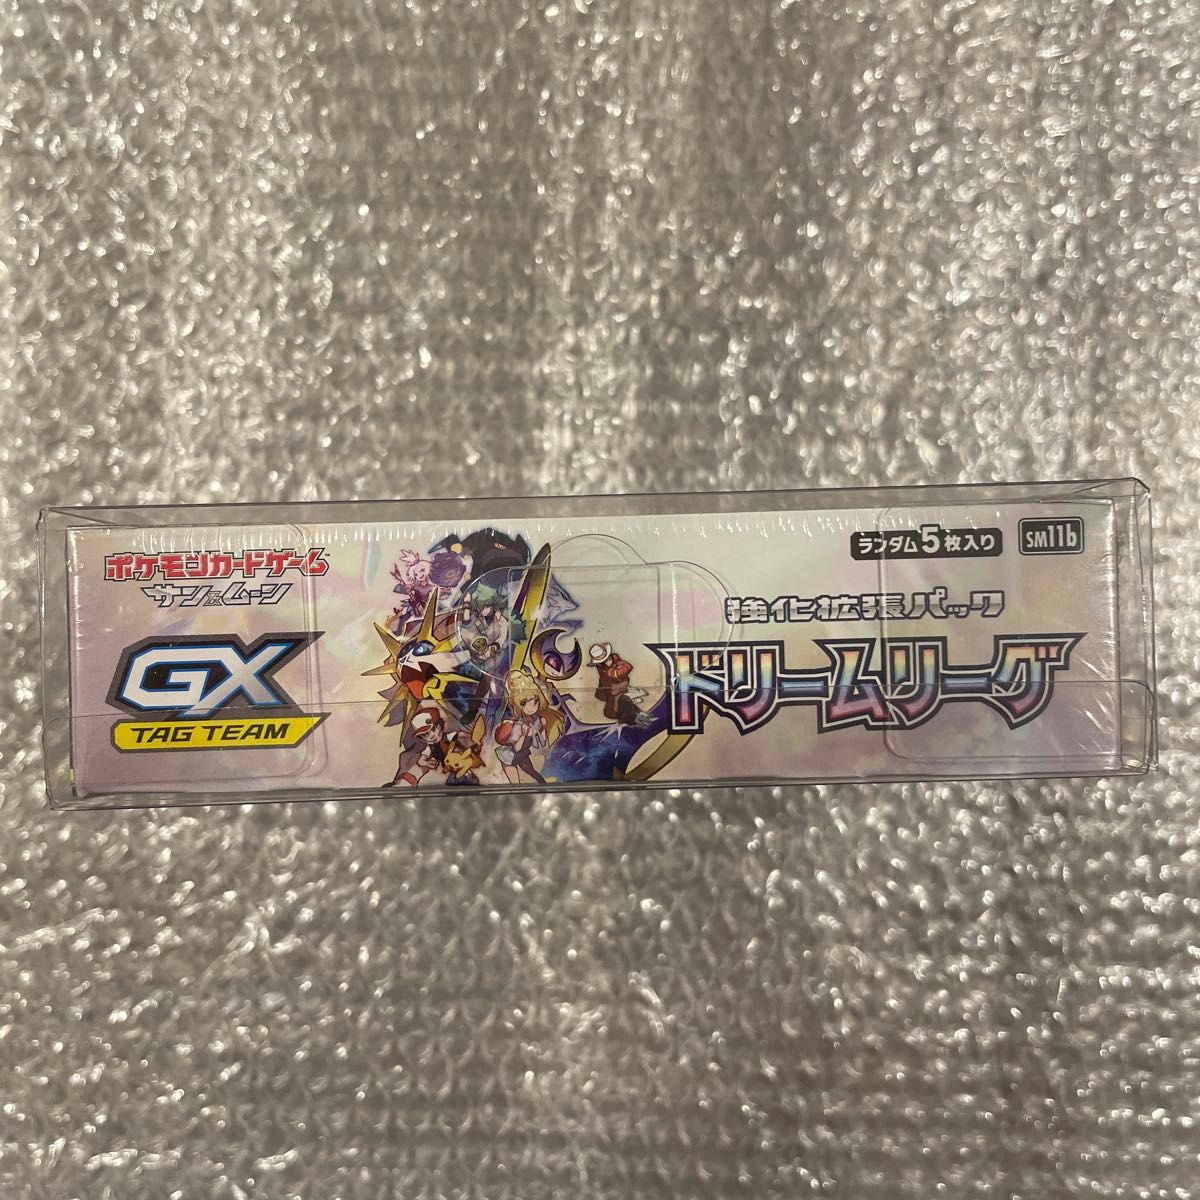 ポケモンカードゲーム
サン&ムーン
GX
TAG TEAM
ランダム5枚入り
SM11b
強化拡張パック
ドリームリーグ